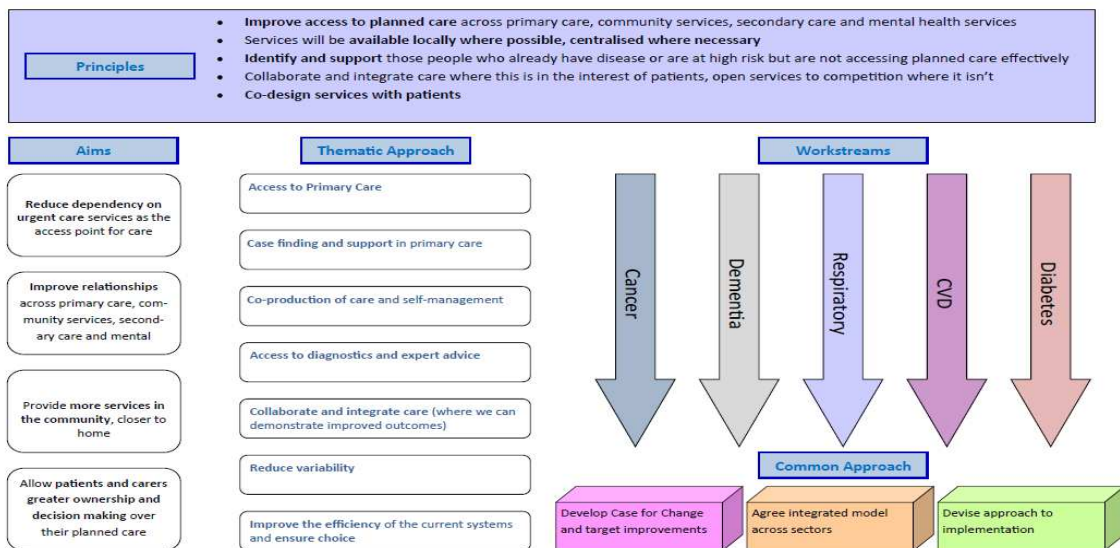 Principles
• Improve access to planned care across primary care, community services, secondary care and mental health services
• Services will be available locally where possible, centralised where necessary
• Identify and support those people who already have disease or are at high risk but are not accessing planned care effectively
• Collaborate and integrate care where this is in the interest of patients, open services to competition where it isn't
• Co-design services with patients
Aims
Reduce dependency on
urgent care services as the
access point for care
Improve relationships
across primary care, com-
munity services, second-
ary care and mental
Provide more services in
the community, closer to
home
Allow patients and carers
greater ownership and
decision making over
their planned care
Thematic Approach
Access to Primary Care
Case finding and support in primary care
Co-production of care and self-management
Access to diagnostics and expert advice
Collaborate and integrate care (where we can
demonstrate improved outcomes)
Reduce variability
Improve the efficiency of the current systems
and ensure choice
Workstreams
Cancer
Dementia
Respiratory
CVD
Diabetes
Common Approach
Develop Case for Change
and target improvements
Agree integrated model
across sectors
Devise approach to
implementation